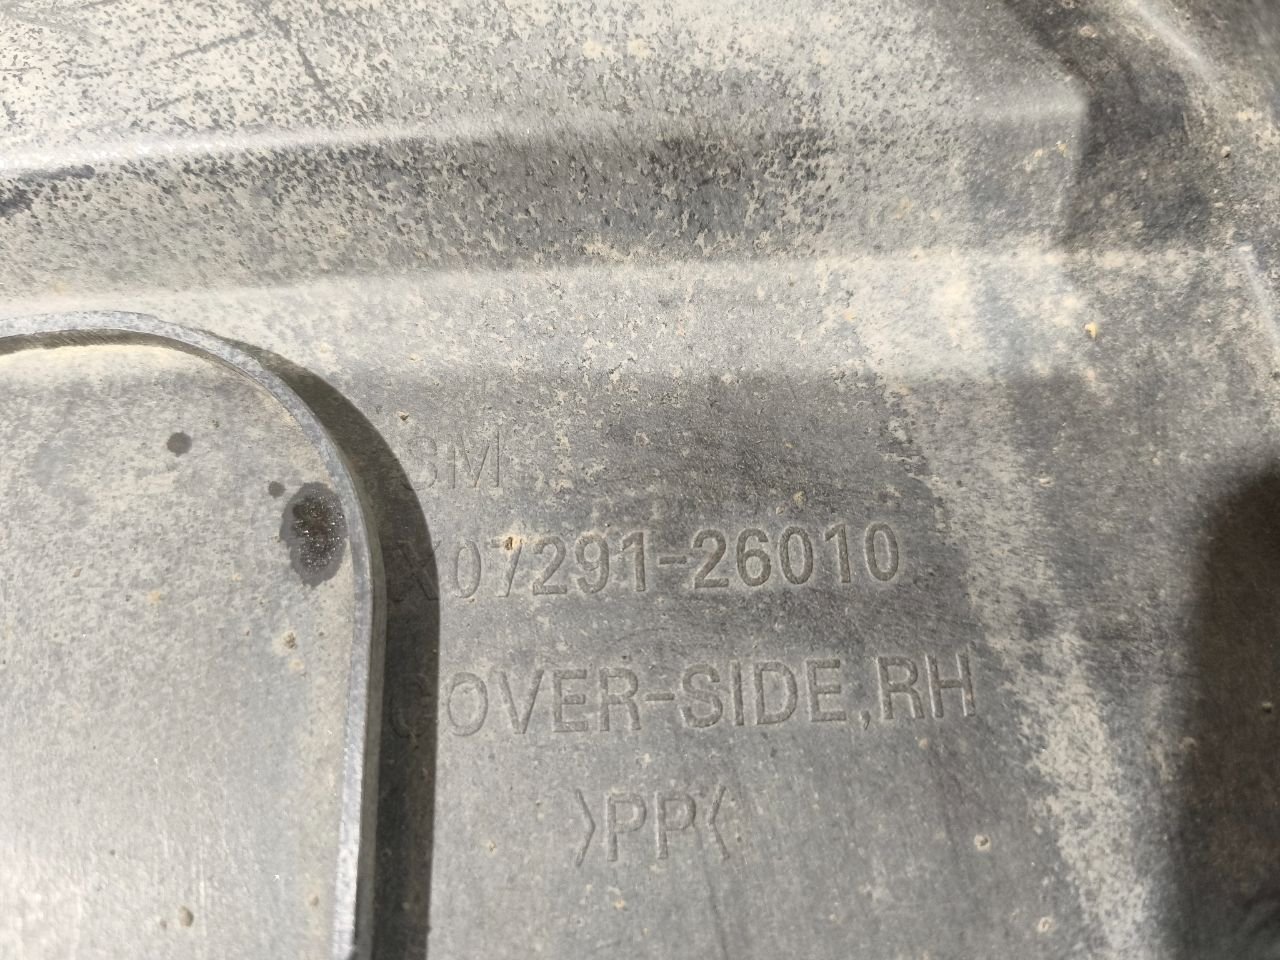 SM
X07291-26010
COVER-SIDE,RH
>PP<